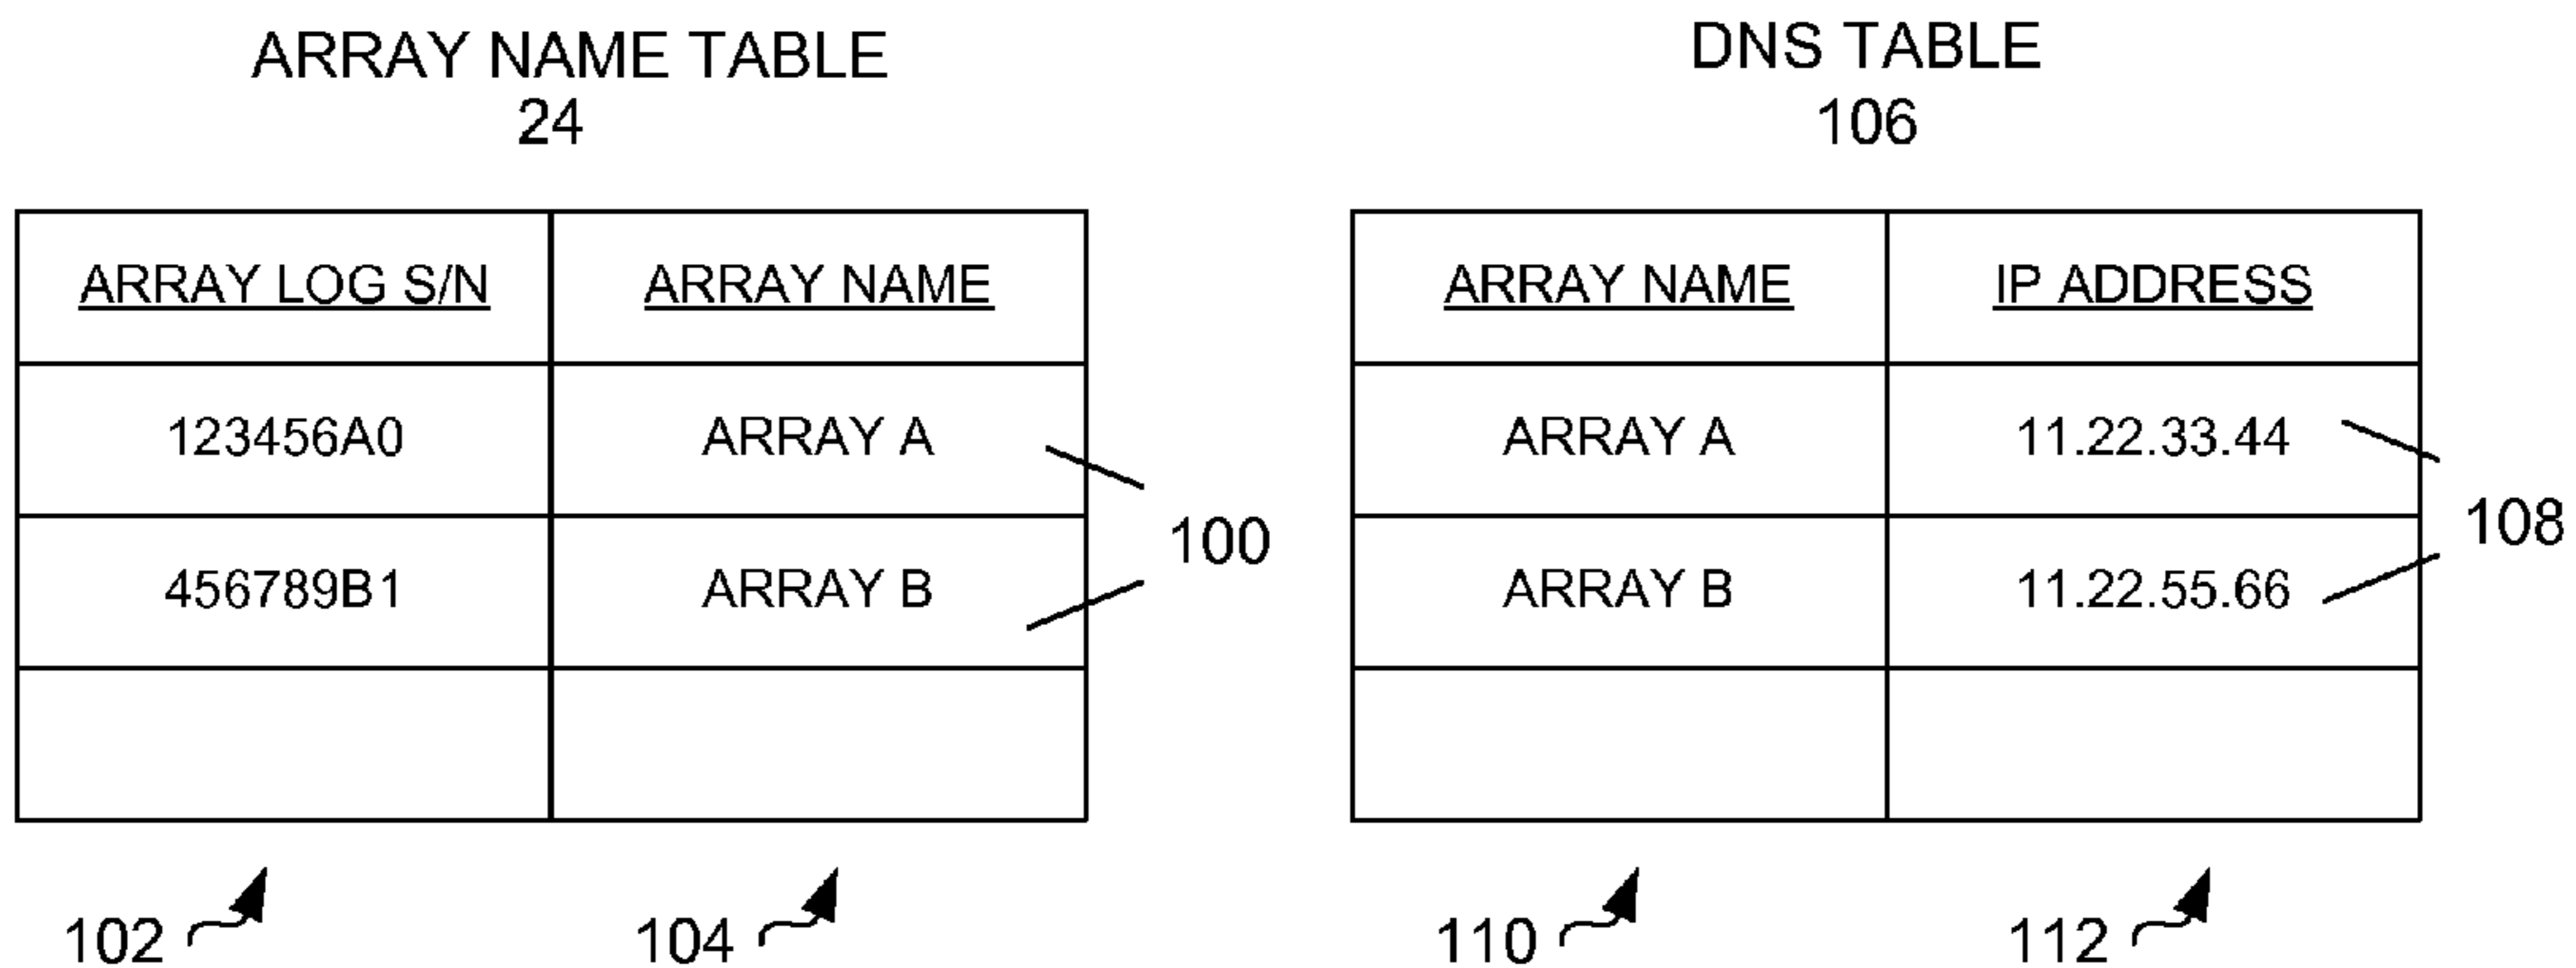 ARRAY NAME TABLE
24
ARRAY LOG S/N ARRAY NAME
123456A0 ARRAY A
456789B1 ARRAY B
100
102 104
DNS TABLE
106
ARRAY NAME IP ADDRESS
ARRAY A 11.22.33.44
ARRAY B 11.22.55.66
108
110 112